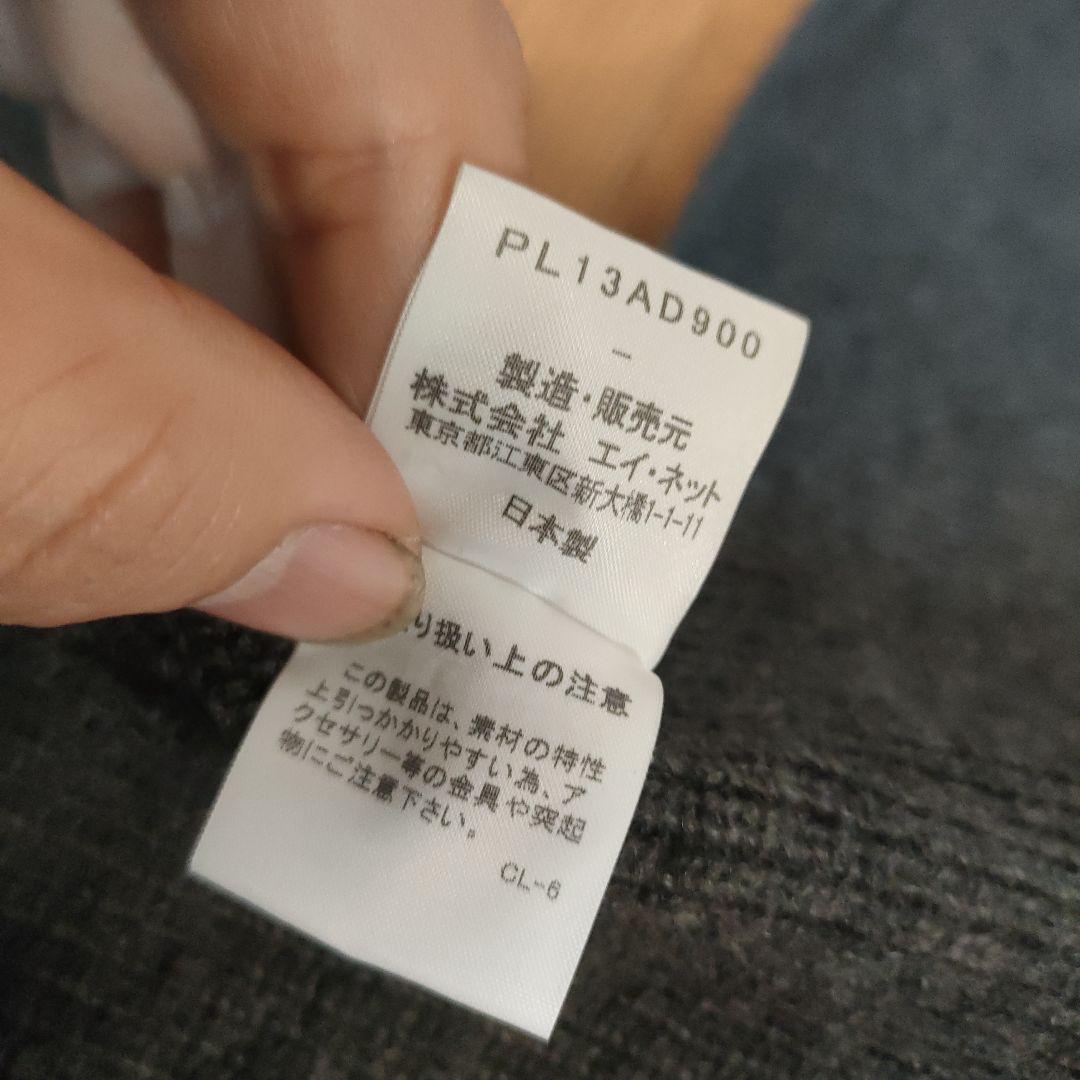 PL13AD900
–
製造・販売元
株式会社 エイ・ネット
東京都江東区新大橋1-1-11
日本製
り扱い上の注意
この製品は、素材の特性
上引っかかりやすい為、ア
クセサリー等の金具や突起
物にご注意下さい。
CL-6